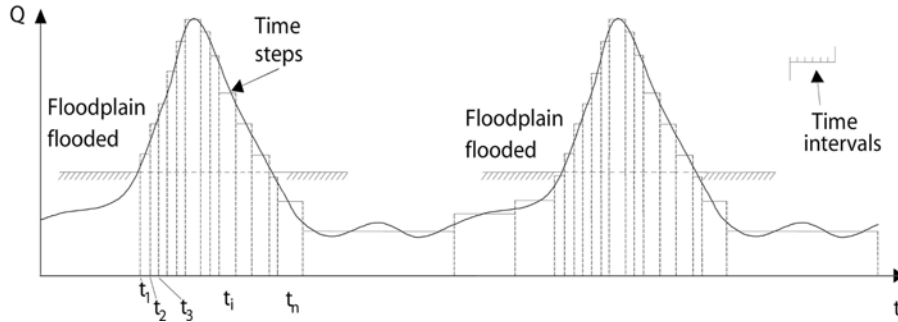 Q
Time
steps
Floodplain
flooded
Floodplain
flooded
Time
intervals
t1
t2
t3
ti
tn
t